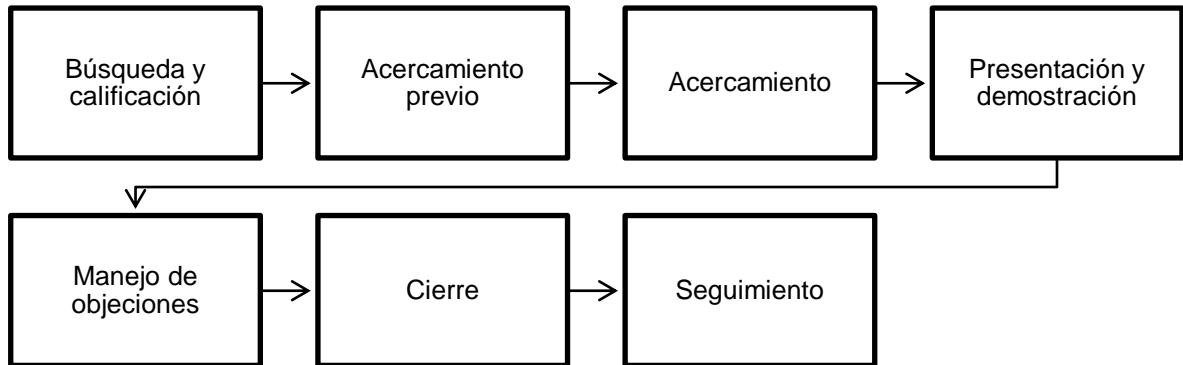 Búsqueda y
calificación
Acercamiento
previo
Acercamiento
Presentación y
demostración
Manejo de
objeciones
Cierre
Seguimiento